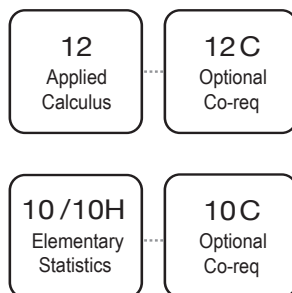 12
Applied
Calculus
12C
Optional
Co-req
10/10H
Elementary
Statistics
10C
Optional
Co-req